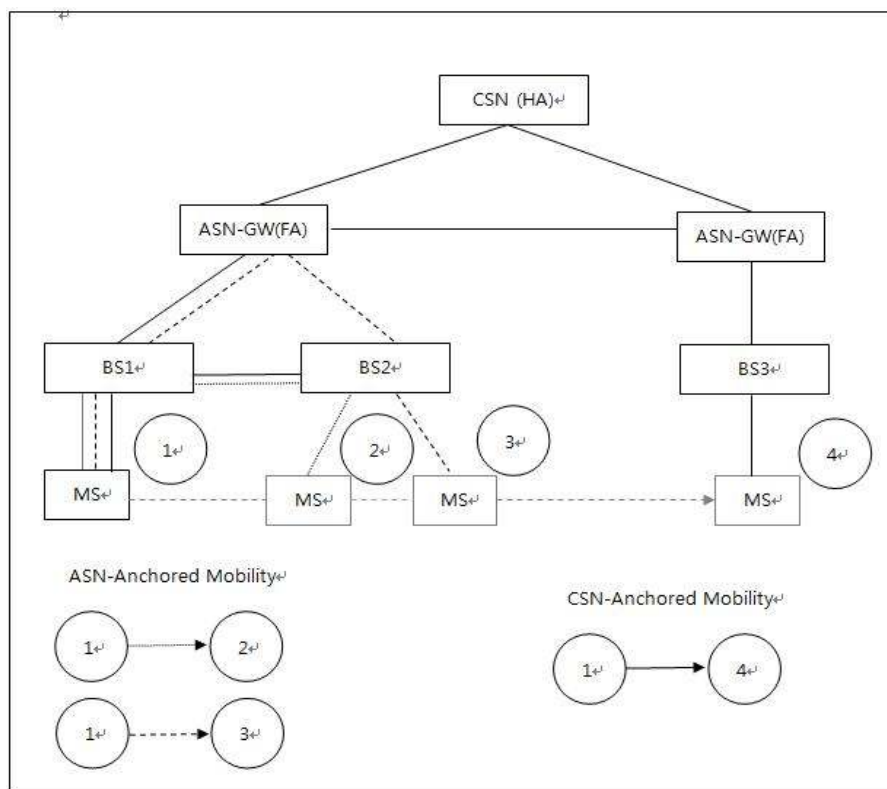 CSN (HA)↵
ASN-GW(FA)
ASN-GW(FA)
BS1↵
BS2↵
BS3↵
1↵
2↵
3↵
4↵
MS↵
MS↵
MS↵
MS↵
ASN-Anchored Mobility↵
CSN-Anchored Mobility↵
1↵
2↵
1↵
4↵
1↵
3↵